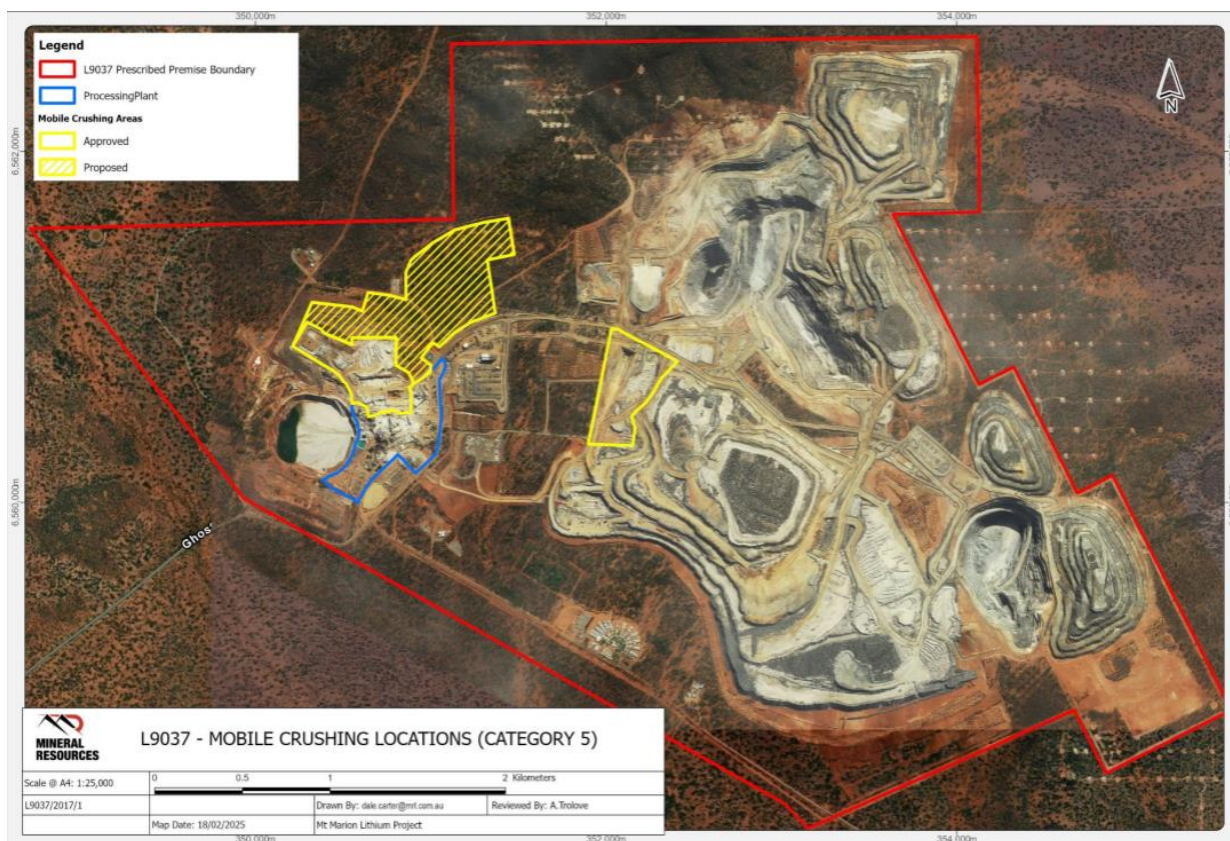 350,000m 352,000m 354,000m
Legend
L9037 Prescribed Premise Boundary
ProcessingPlant
Mobile Crushing Areas
Approved
Proposed
N
6,562,000m
6,560,000m
Ghost
MINERAL
RESOURCES
L9037 - MOBILE CRUSHING LOCATIONS (CATEGORY 5)
Scale @ A4: 1:25,000
0 0.5 1 2 Kilometers
L9037/2017/1
Drawn By: dale.carter@mrl.com.au
Reviewed By: A.Trolove
Map Date: 18/02/2025
Mt Marion Lithium Project
350,000m 352,000m 354,000m